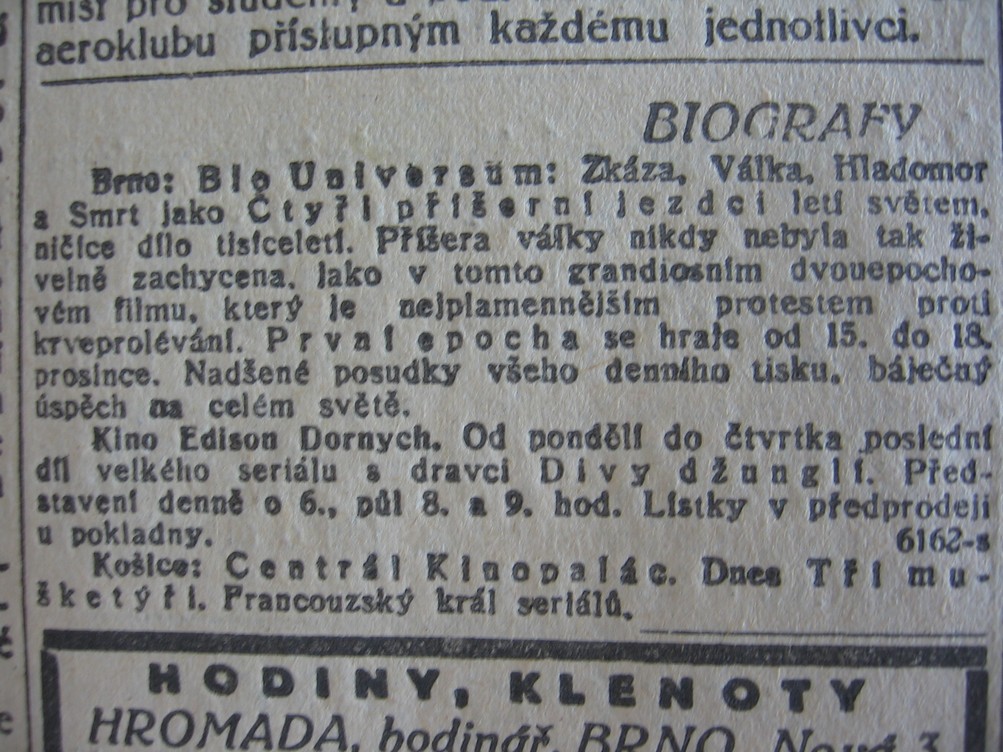 míst pro studenty a
aeroklubu přístupným každému jednotlivci.
BIOGRAFY
Brno: Bio Universum: Zkáza, Válka, Hladomor
a Smrt jako Čtyři příšerní jezdci letí světem,
ničíce dílo tisíceletí. Příšera války nikdy nebyla tak ži-
velně zachycena, jako v tomto grandiosním dvouepocho-
vém filmu, který je nejplamennějším protestem proti
krveprolévání. První epocha se hraje od 15. do 18.
prosince. Nadšené posudky všeho denního tisku, báječný
úspěch na celém světě.
Kino Edison Dornych. Od pondělí do čtvrtka poslední
díl velkého seriálu s dravci Divy džunglí. Před-
stavení denně o 6., půl 8. a 9. hod. Lístky v předprodeji
u pokladny. 6162-s
Košice: Centrál Kinopalác. Dnes Tři mu-
šketýři. Francouzský král seriálů.
HODINY, KLENOTY
HROMADA, hodinář, BRNO, Nová